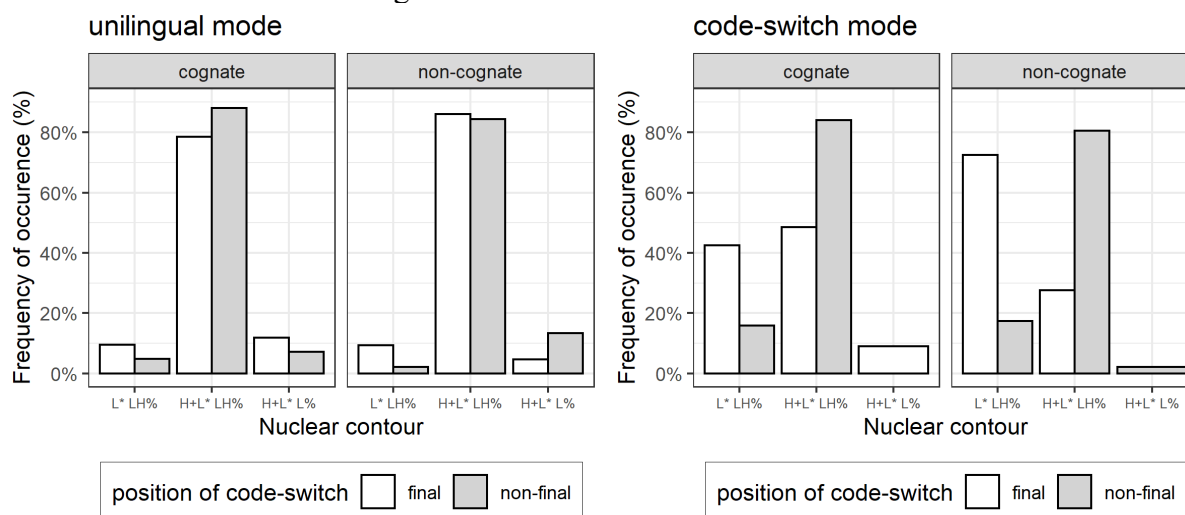 unilingual mode
cognate
non-cognate
Frequency of occurence (%)
80%
60%
40%
20%
0%
L* LH%
H+L* LH%
H+L* L%
L* LH%
H+L* LH%
H+L* L%
Nuclear contour
position of code-switch final non-final
code-switch mode
cognate
non-cognate
Frequency of occurence (%)
80%
60%
40%
20%
0%
L* LH%
H+L* LH%
H+L* L%
L* LH%
H+L* LH%
H+L* L%
Nuclear contour
position of code-switch final non-final